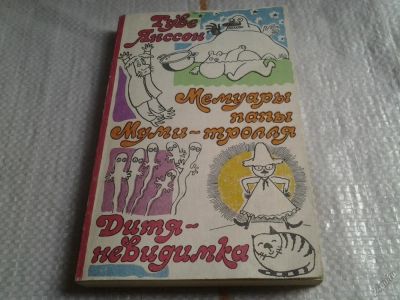 Туве
Янссон
Мемуары
папы
Муми-тролля
Дитя-
невидимка